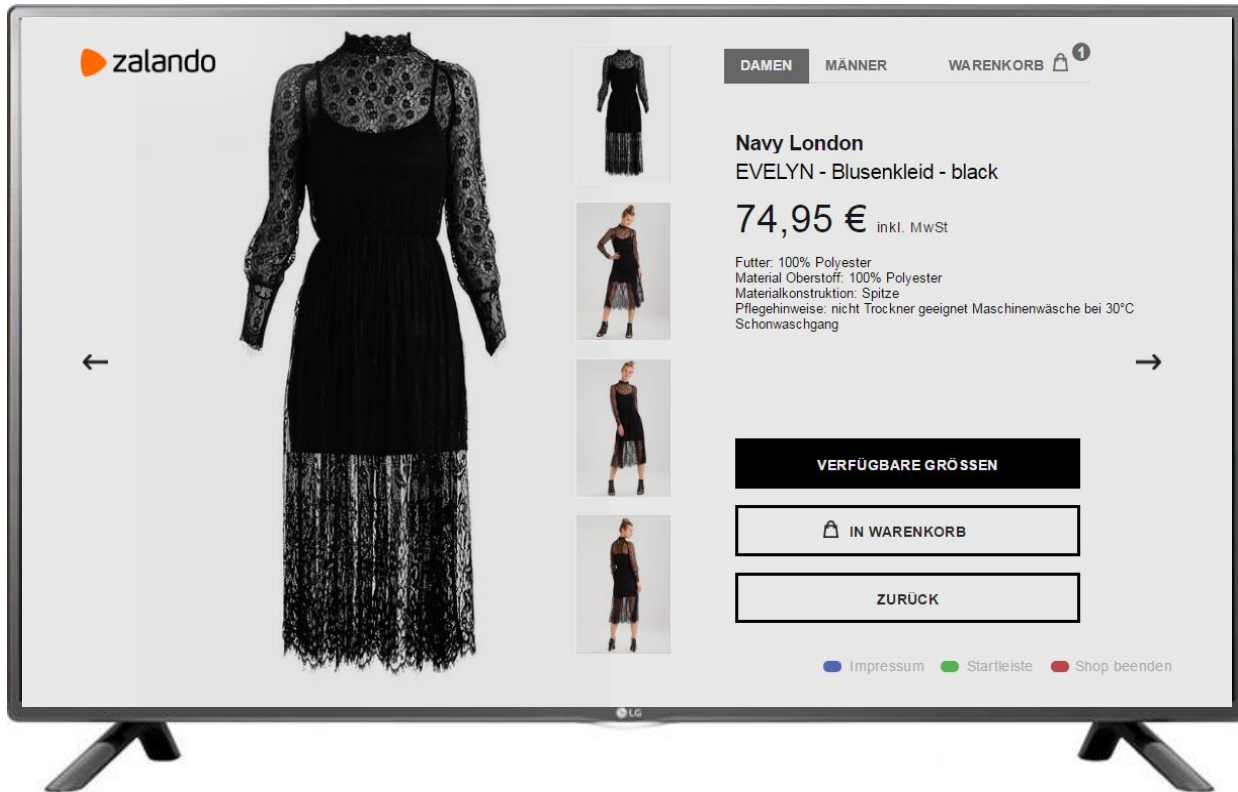 zalando
DAMEN MÄNNER WARENKORB 1
Navy London
EVELYN - Blusenkleid - black
74,95 € inkl. MwSt
Futter: 100% Polyester
Material Oberstoff: 100% Polyester
Materialkonstruktion: Spitze
Pflegehinweise: nicht Trockner geeignet Maschinenwäsche bei 30°C
Schonwaschgang
VERFÜGBARE GRÖSSEN
IN WARENKORB
ZURÜCK
Impressum Startleiste Shop beenden
LG